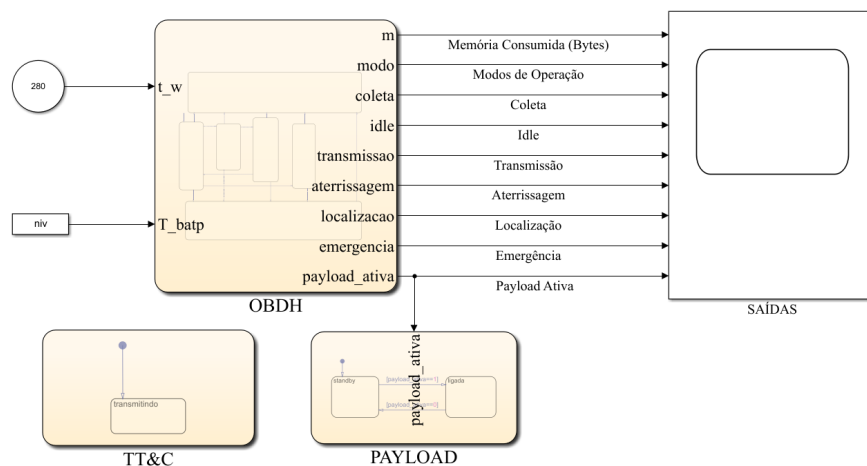 280
t_w
niv
T_batp
m
modo
coleta
idle
transmissao
aterrissagem
localizacao
emergencia
payload_ativa
OBDH
Memória Consumida (Bytes)
Modos de Operação
Coleta
Idle
Transmissão
Aterrissagem
Localização
Emergência
Payload Ativa
SAÍDAS
transmitindo
TT&C
payload_ativa
standby
ligada
PAYLOAD